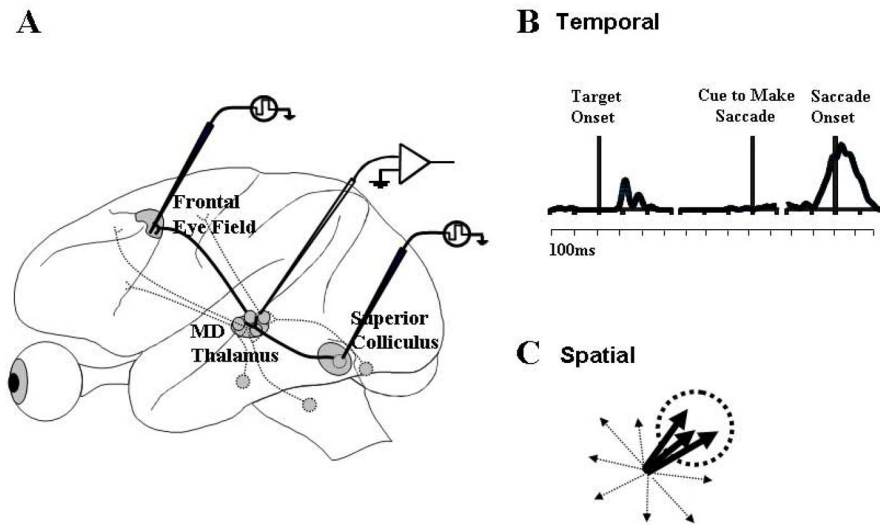 A
Frontal
Eye Field
MD
Thalamus
Superior
Colliculus
B Temporal
Target
Onset
Cue to Make
Saccade
Saccade
Onset
100ms
C Spatial